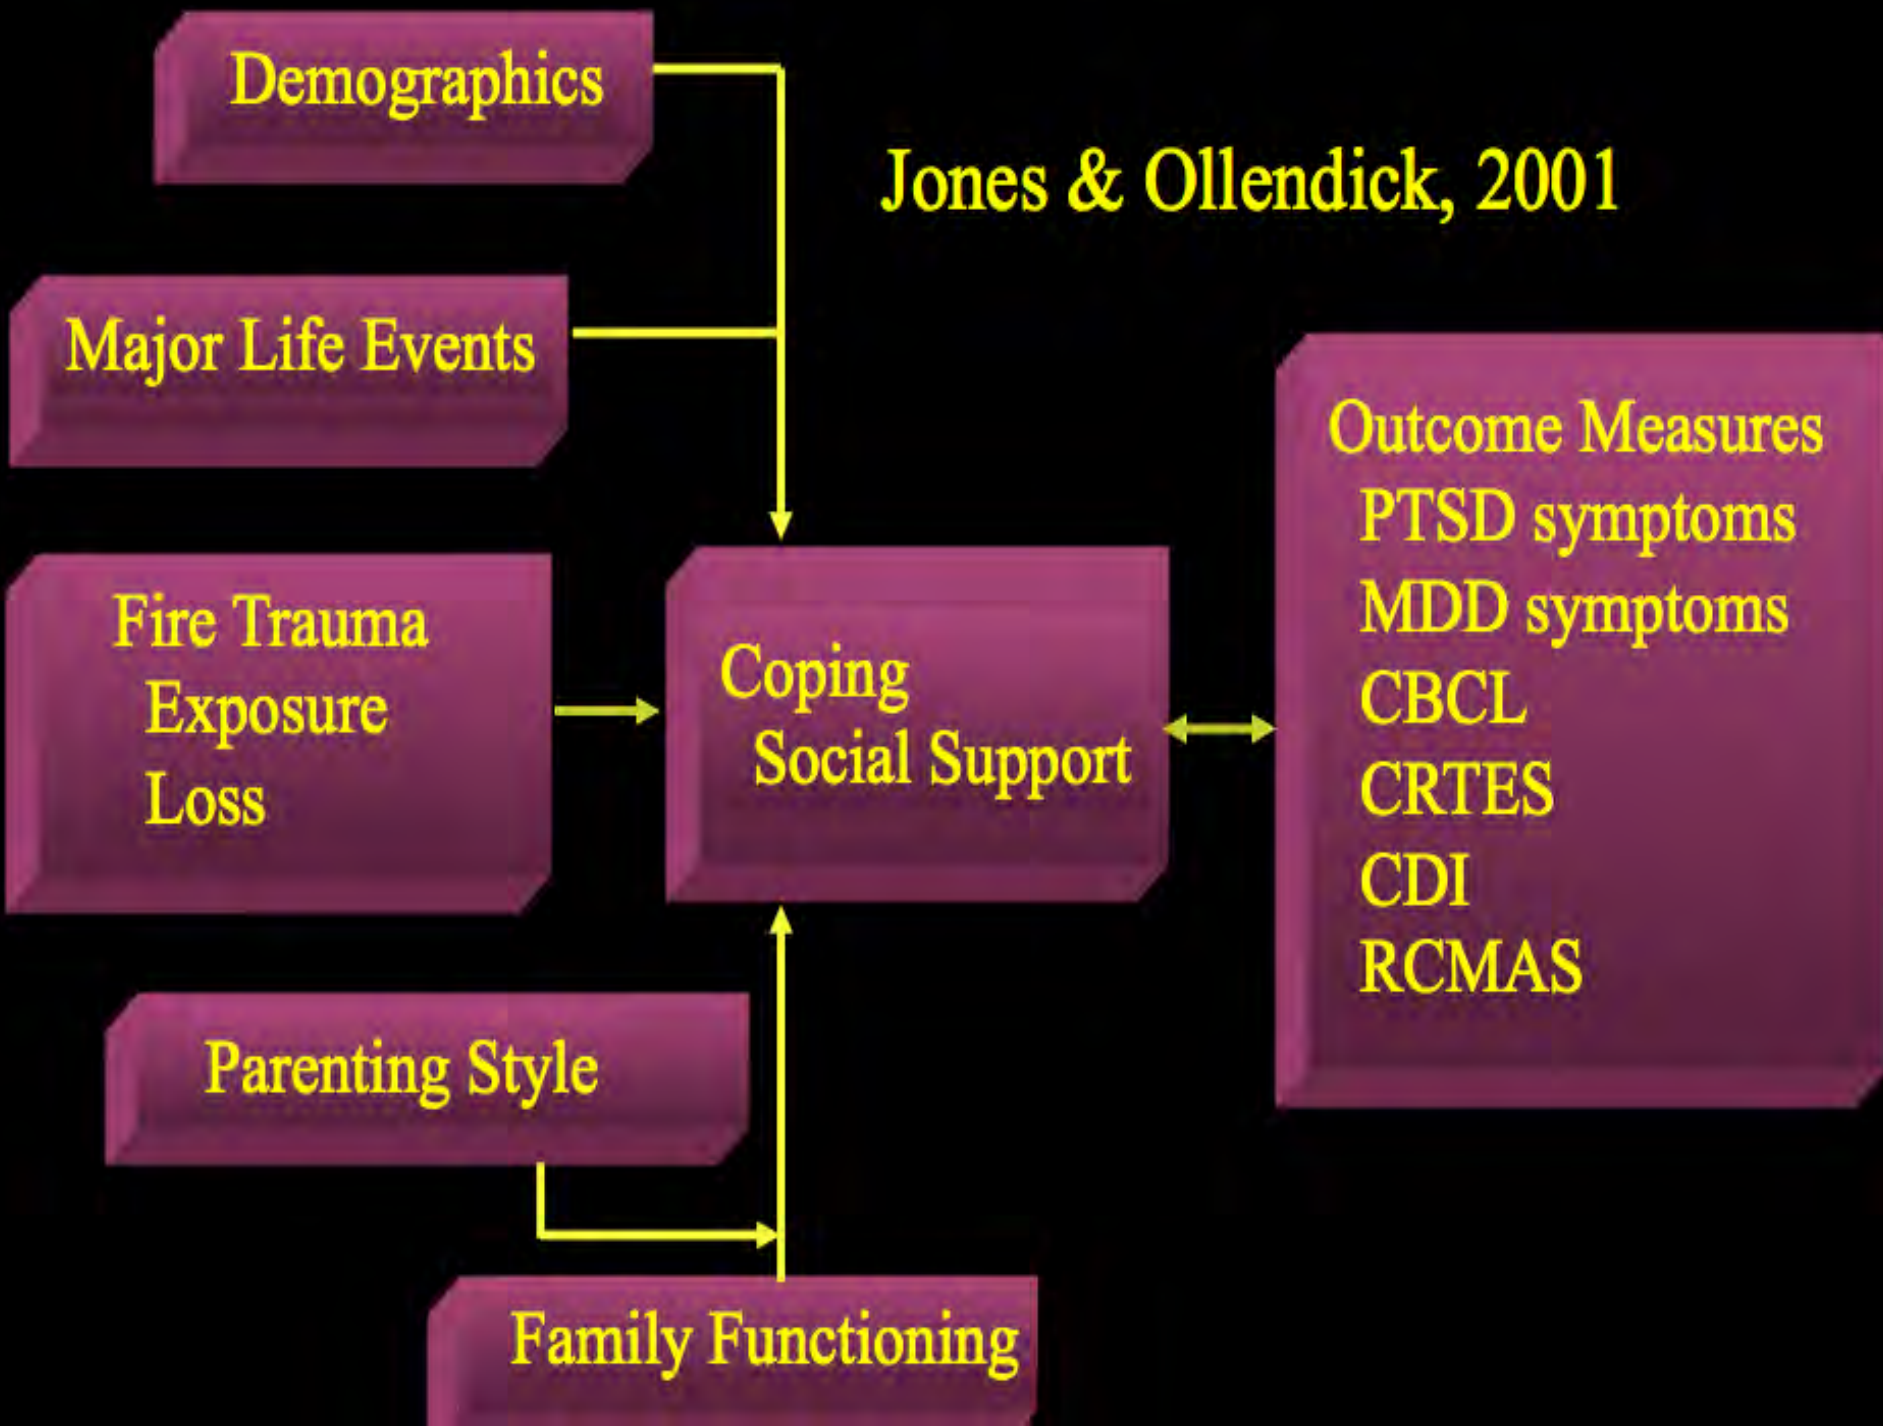 Demographics
Jones & Ollendick, 2001
Major Life Events
Fire Trauma
Exposure
Loss
Coping
Social Support
Outcome Measures
PTSD symptoms
MDD symptoms
CBCL
CRTES
CDI
RCMAS
Parenting Style
Family Functioning